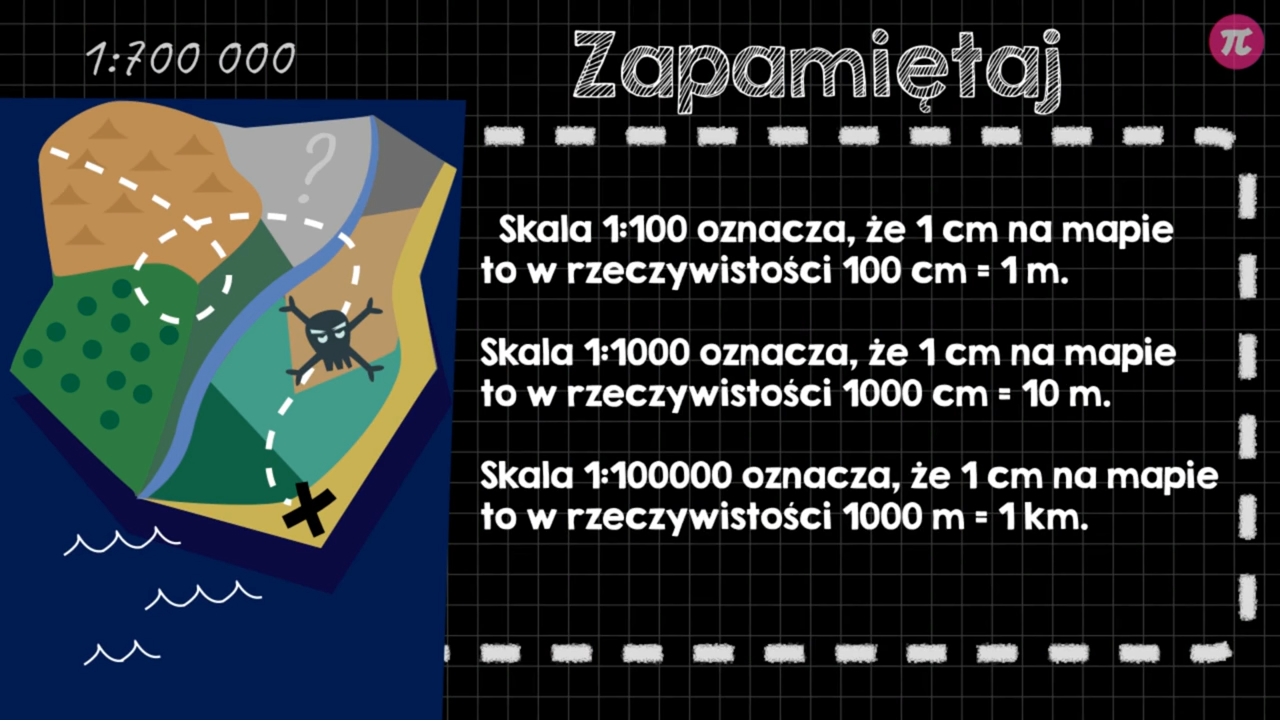 1:700 000
Zapamiętaj
π
?
Skala 1:100 oznacza, że 1 cm na mapie
to w rzeczywistości 100 cm = 1 m.
Skala 1:1000 oznacza, że 1 cm na mapie
to w rzeczywistości 1000 cm = 10 m.
Skala 1:100000 oznacza, że 1 cm na mapie
to w rzeczywistości 1000 m = 1 km.